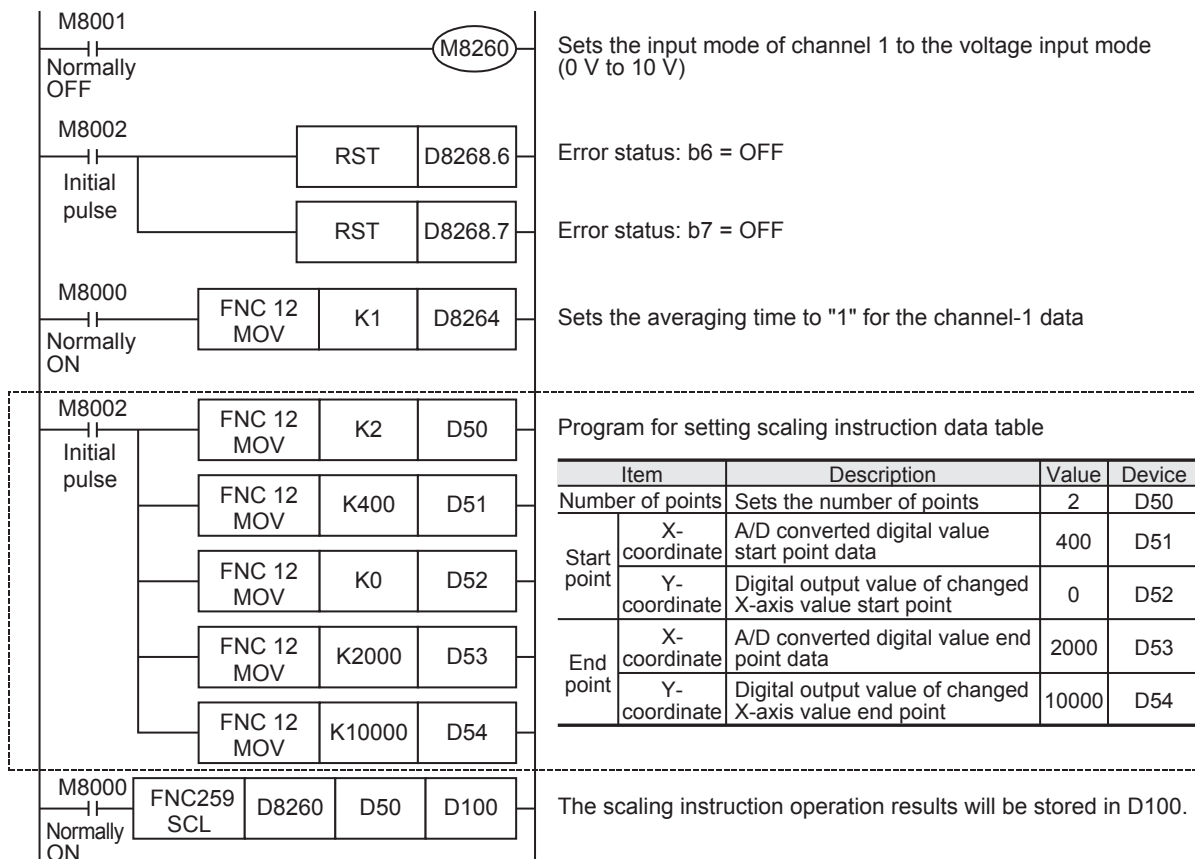 M8001
Normally
OFF
M8260
Sets the input mode of channel 1 to the voltage input mode
(0 V to 10 V)
M8002
Initial
pulse
RST D8268.6
Error status: b6 = OFF
RST D8268.7
Error status: b7 = OFF
M8000
Normally
ON
FNC 12
MOV
K1 D8264
Sets the averaging time to "1" for the channel-1 data
M8002
Initial
pulse
FNC 12
MOV
K2 D50
FNC 12
MOV
K400 D51
FNC 12
MOV
K0 D52
FNC 12
MOV
K2000 D53
FNC 12
MOV
K10000 D54
Program for setting scaling instruction data table
Item Description Value Device
Number of points Sets the number of points 2 D50
Start
point
X-
coordinate
A/D converted digital value
start point data
400 D51
Y-
coordinate
Digital output value of changed
X-axis value start point
0 D52
End
point
X-
coordinate
A/D converted digital value end
point data
2000 D53
Y-
coordinate
Digital output value of changed
X-axis value end point
10000 D54
M8000
Normally
ON
FNC259
SCL
D8260 D50 D100
The scaling instruction operation results will be stored in D100.